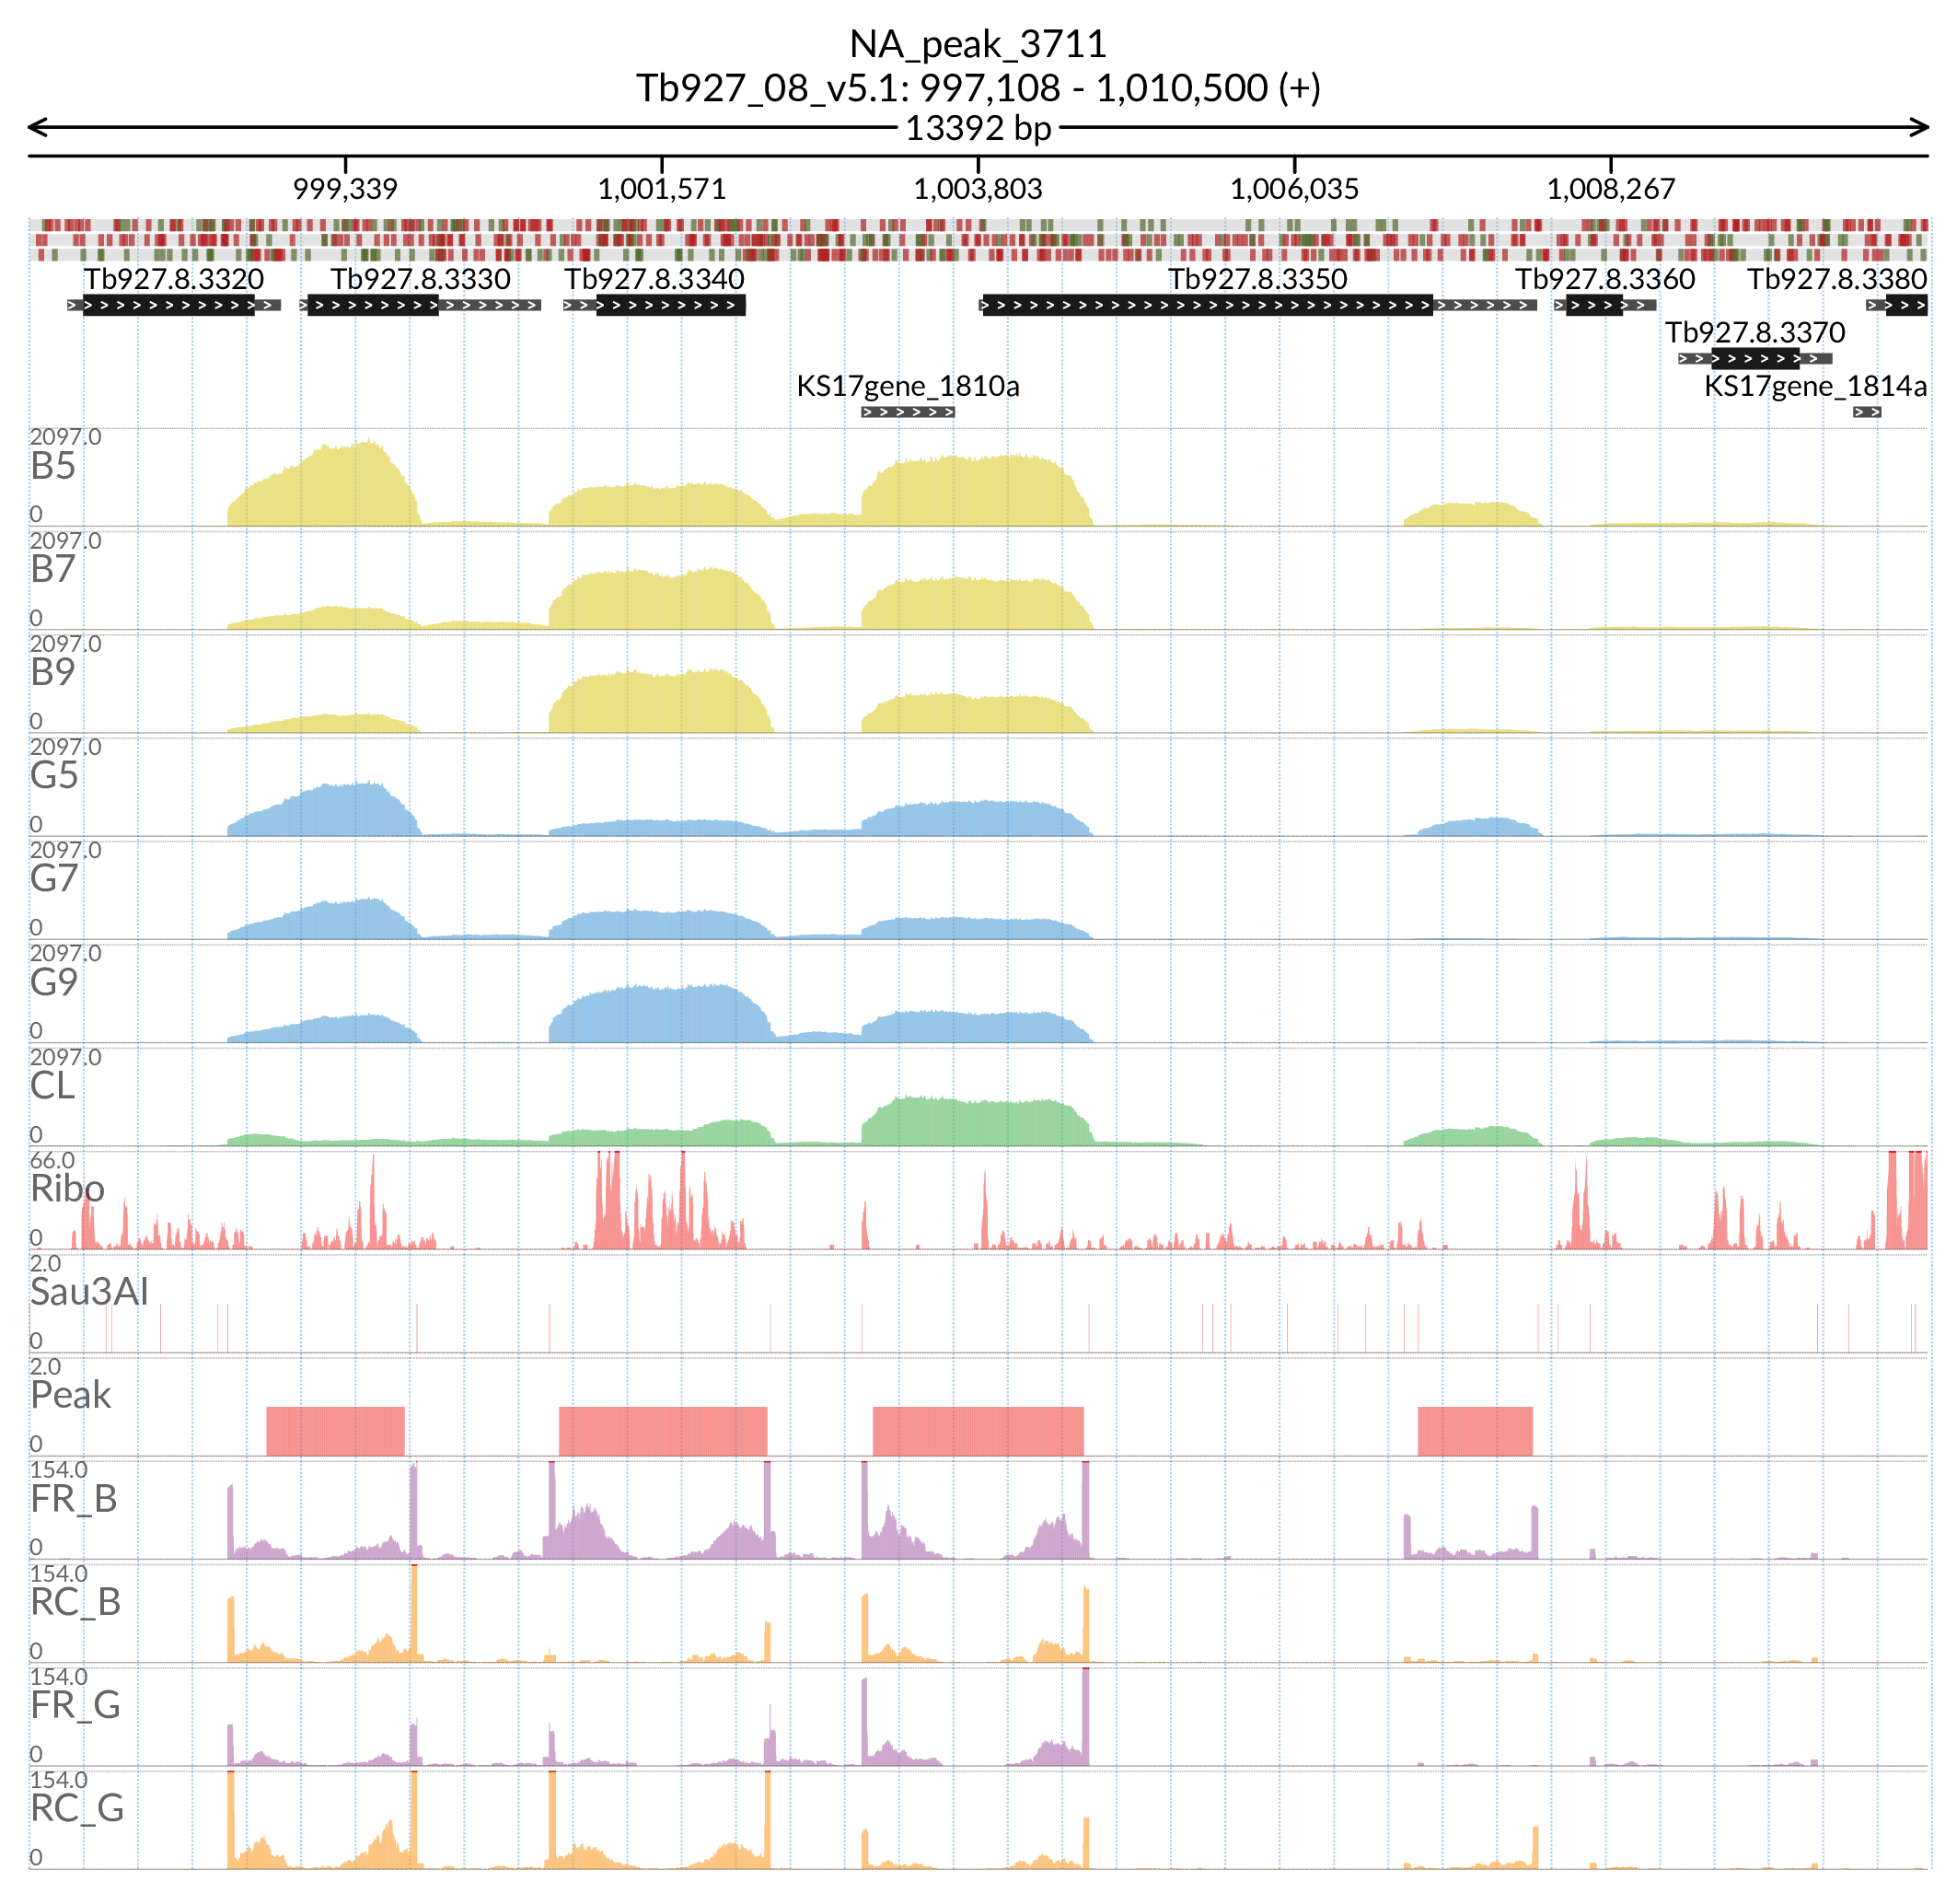 NA_peak_3711
Tb927_08_v5.1: 997,108 - 1,010,500 (+)
13392 bp
999,339 1,001,571 1,003,803 1,006,035 1,008,267
Tb927.8.3320 Tb927.8.3330 Tb927.8.3340 Tb927.8.3350 Tb927.8.3360 Tb927.8.3380
Tb927.8.3370
KS17gene_1810a KS17gene_1814a
2097.0
B5
0
2097.0
B7
0
2097.0
B9
0
2097.0
G5
0
2097.0
G7
0
2097.0
G9
0
2097.0
CL
0
66.0
Ribo
0
2.0
Sau3AI
0
2.0
Peak
0
154.0
FR_B
0
154.0
RC_B
0
154.0
FR_G
0
154.0
RC_G
0